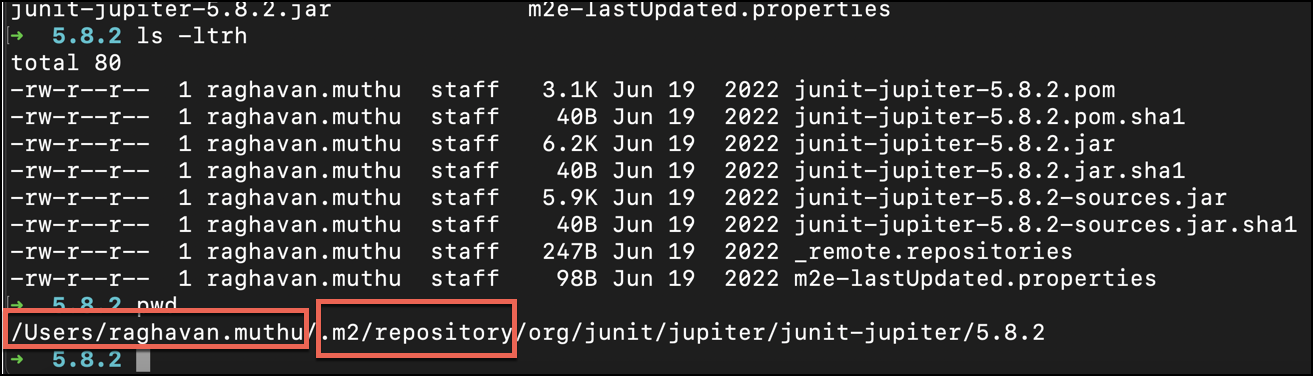 junit-jupiter-5.8.2.jar m2e-lastUpdated.properties
➜ 5.8.2 ls -ltrh
total 80
-rw-r--r-- 1 raghavan.muthu staff 3.1K Jun 19 2022 junit-jupiter-5.8.2.pom
-rw-r--r-- 1 raghavan.muthu staff 40B Jun 19 2022 junit-jupiter-5.8.2.pom.sha1
-rw-r--r-- 1 raghavan.muthu staff 6.2K Jun 19 2022 junit-jupiter-5.8.2.jar
-rw-r--r-- 1 raghavan.muthu staff 40B Jun 19 2022 junit-jupiter-5.8.2.jar.sha1
-rw-r--r-- 1 raghavan.muthu staff 5.9K Jun 19 2022 junit-jupiter-5.8.2-sources.jar
-rw-r--r-- 1 raghavan.muthu staff 40B Jun 19 2022 junit-jupiter-5.8.2-sources.jar.sha1
-rw-r--r-- 1 raghavan.muthu staff 247B Jun 19 2022 _remote.repositories
-rw-r--r-- 1 raghavan.muthu staff 98B Jun 19 2022 m2e-lastUpdated.properties
➜ 5.8.2 pwd
/Users/raghavan.muthu/.m2/repository/org/junit/jupiter/junit-jupiter/5.8.2
➜ 5.8.2